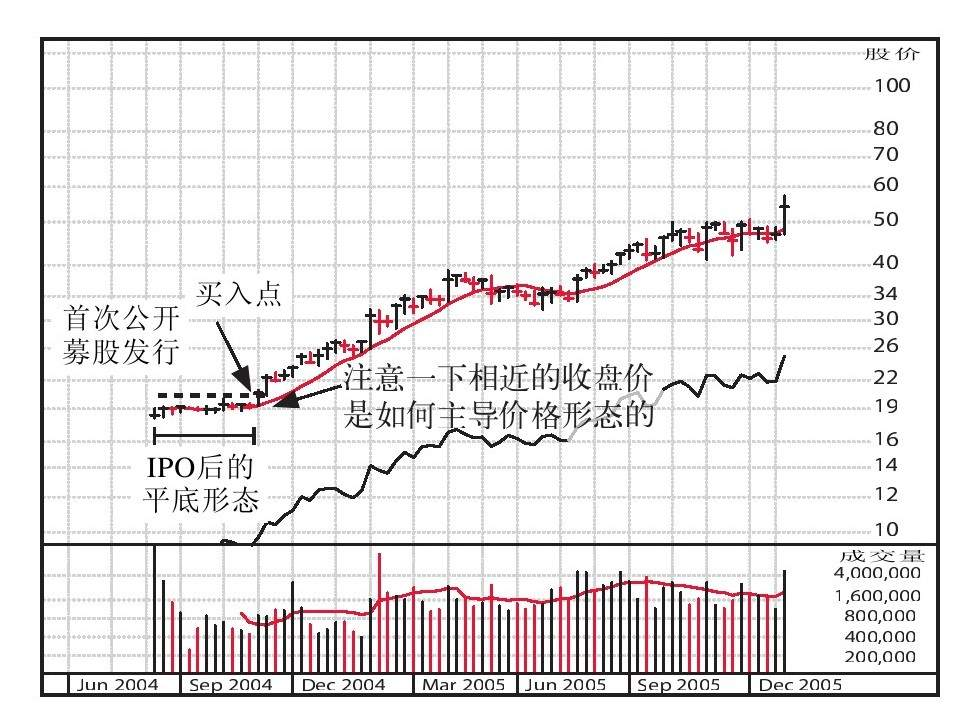 股价
100
80
70
60
50
40
34
30
26
22
19
16
14
12
10
买入点
首次公开
募股发行
注意一下相近的收盘价
是如何主导价格形态的
IPO后的
平底形态
成交量
4,000,000
1,600,000
800,000
400,000
200,000
Jun 2004 Sep 2004 Dec 2004 Mar 2005 Jun 2005 Sep 2005 Dec 2005